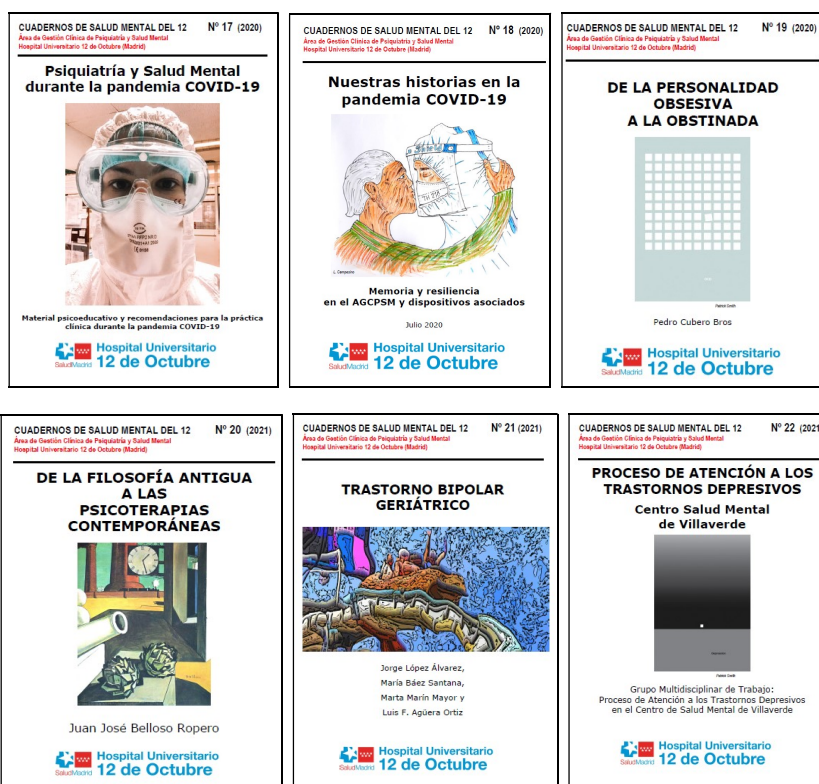 CUADERNOS DE SALUD MENTAL DEL 12 Nº 17 (2020)
Área de Gestión Clínica de Psiquiatría y Salud Mental
Hospital Universitario 12 de Octubre (Madrid)
Psiquiatría y Salud Mental
durante la pandemia COVID-19
Material psicoeducativo y recomendaciones para la práctica
clínica durante la pandemia COVID-19
SaludMadrid
Hospital Universitario
12 de Octubre
CUADERNOS DE SALUD MENTAL DEL 12 Nº 18 (2020)
Área de Gestión Clínica de Psiquiatría y Salud Mental
Hospital Universitario 12 de Octubre (Madrid)
Nuestras historias en la
pandemia COVID-19
Memoria y resiliencia
en el AGCPSM y dispositivos asociados
Julio 2020
SaludMadrid
Hospital Universitario
12 de Octubre
CUADERNOS DE SALUD MENTAL DEL 12 Nº 19 (2020)
Área de Gestión Clínica de Psiquiatría y Salud Mental
Hospital Universitario 12 de Octubre (Madrid)
DE LA PERSONALIDAD
OBSESIVA
A LA OBSTINADA
Patrick Smith
Pedro Cubero Bros
SaludMadrid
Hospital Universitario
12 de Octubre
CUADERNOS DE SALUD MENTAL DEL 12 Nº 20 (2021)
Área de Gestión Clínica de Psiquiatría y Salud Mental
Hospital Universitario 12 de Octubre (Madrid)
DE LA FILOSOFÍA ANTIGUA
A LAS
PSICOTERAPIAS
CONTEMPORÁNEAS
Juan José Belloso Ropero
SaludMadrid
Hospital Universitario
12 de Octubre
CUADERNOS DE SALUD MENTAL DEL 12 Nº 21 (2021)
Área de Gestión Clínica de Psiquiatría y Salud Mental
Hospital Universitario 12 de Octubre (Madrid)
TRASTORNO BIPOLAR
GERIÁTRICO
Jorge López Álvarez,
María Báez Santana,
Marta Marín Mayor y
Luis F. Agüera Ortiz
SaludMadrid
Hospital Universitario
12 de Octubre
CUADERNOS DE SALUD MENTAL DEL 12 Nº 22 (2021
Área de Gestión Clínica de Psiquiatría y Salud Mental
Hospital Universitario 12 de Octubre (Madrid)
PROCESO DE ATENCIÓN A LOS
TRASTORNOS DEPRESIVOS
Centro Salud Mental
de Villaverde
Patrick Smith
Grupo Multidisciplinar de Trabajo:
Proceso de Atención a los Trastornos Depresivos
en el Centro de Salud Mental de Villaverde
SaludMadrid
Hospital Universitario
12 de Octubre